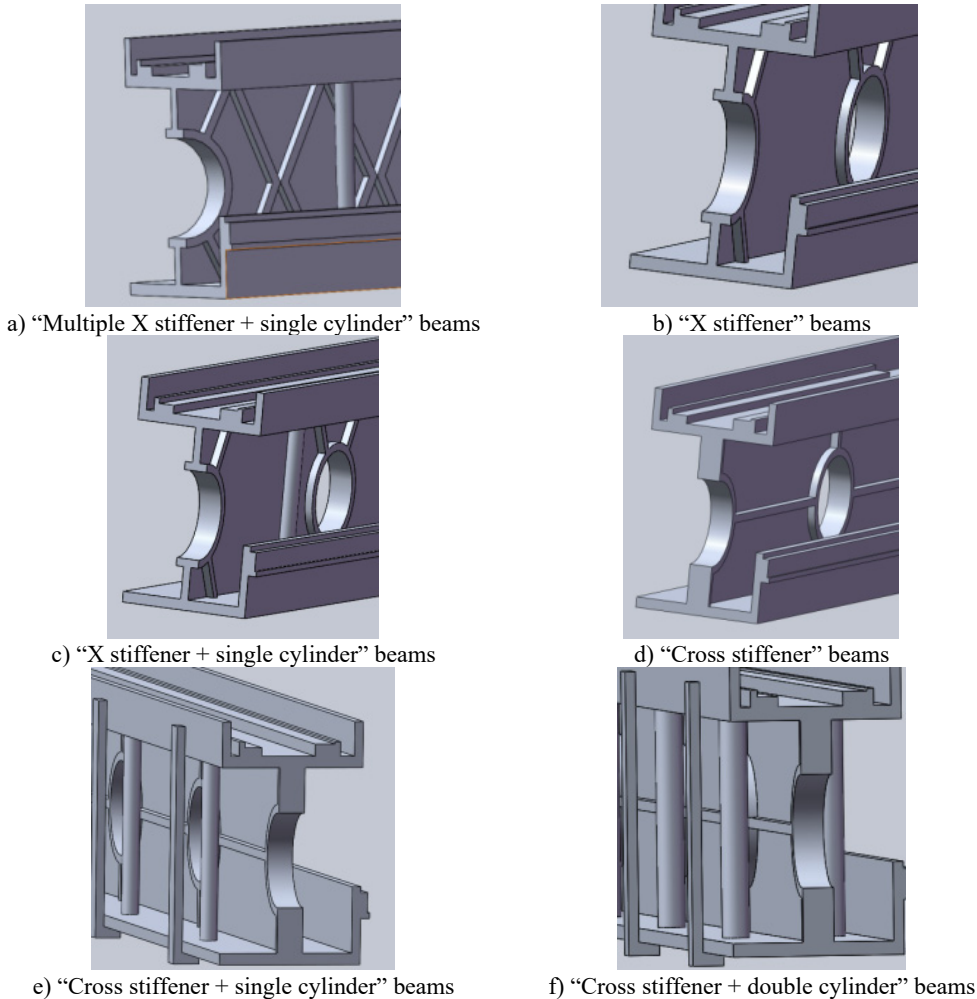 a) “Multiple X stiffener + single cylinder” beams
b) “X stiffener” beams
c) “X stiffener + single cylinder” beams
d) “Cross stiffener” beams
e) “Cross stiffener + single cylinder” beams
f) “Cross stiffener + double cylinder” beams